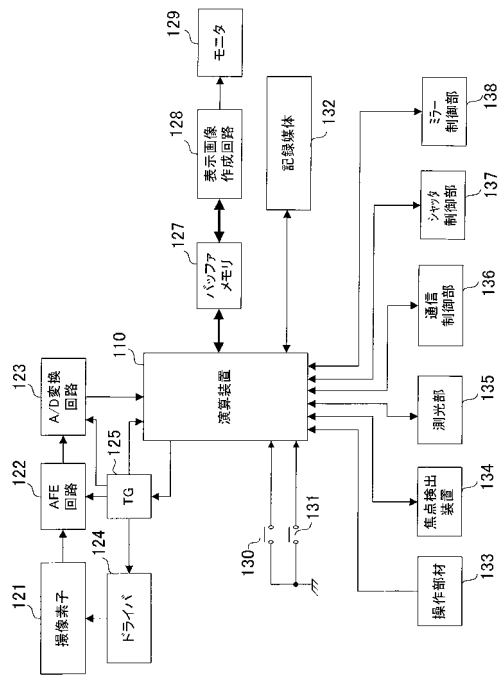 121
撮像素子
122
AFE
回路
123
A/D変換
回路
124
ドライバ
125
TG
110
演算装置
127
バッファ
メモリ
128
表示画像
作成回路
129
モニタ
130
131
132
記録媒体
133
操作部材
134
焦点検出
装置
135
測光部
136
通信
制御部
137
シャッタ
制御部
138
ミラー
制御部